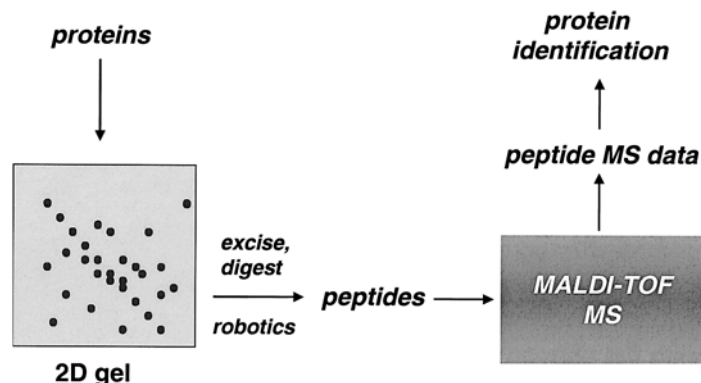 proteins
2D gel
excise,
digest
robotics
peptides
MALDI-TOF
MS
peptide MS data
protein
identification